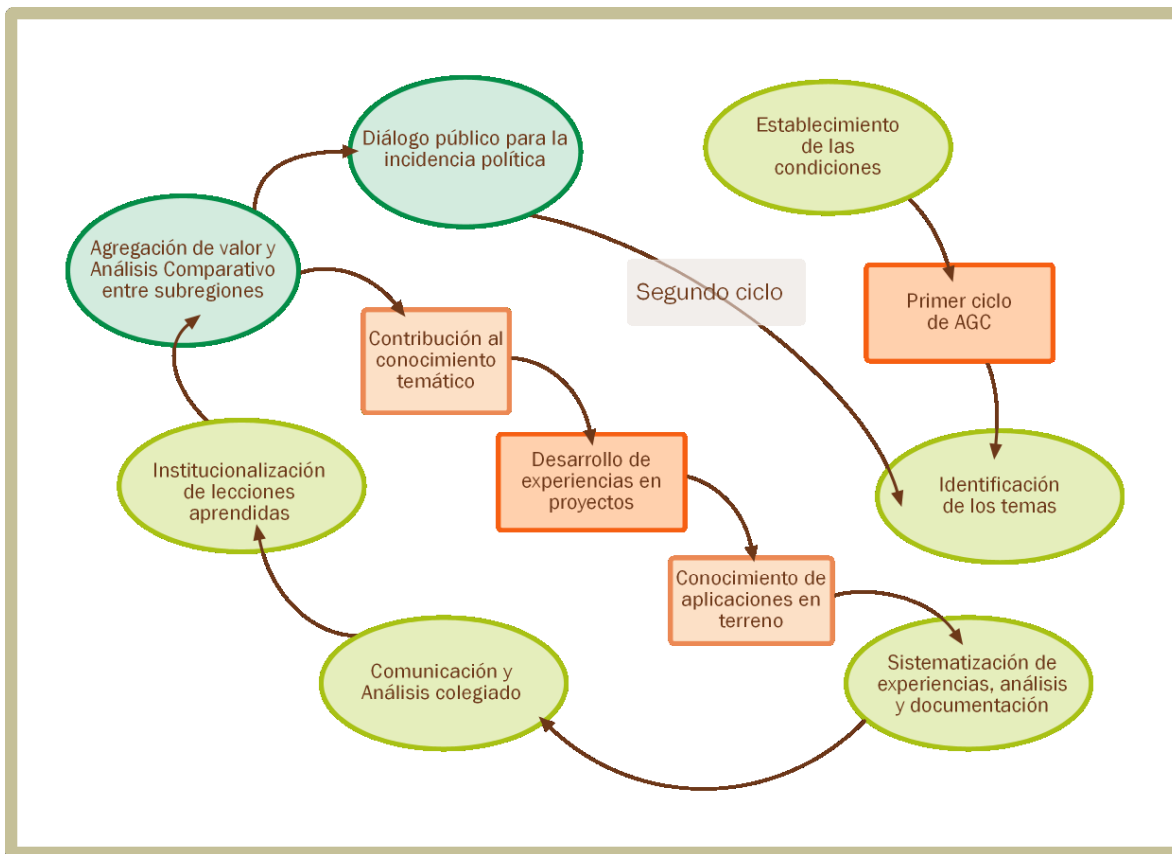 Diálogo público para la
incidencia política
Establecimiento
de las
condiciones
Agregación de valor y
Análisis Comparativo
entre subregiones
Segundo ciclo
Primer ciclo
de AGC
Contribución al
conocimiento
temático
Desarrollo de
experiencias en
proyectos
Institucionalización
de lecciones
aprendidas
Identificación
de los temas
Conocimiento de
aplicaciones en
terreno
Comunicación y
Análisis colegiado
Sistematización de
experiencias, análisis
y documentación